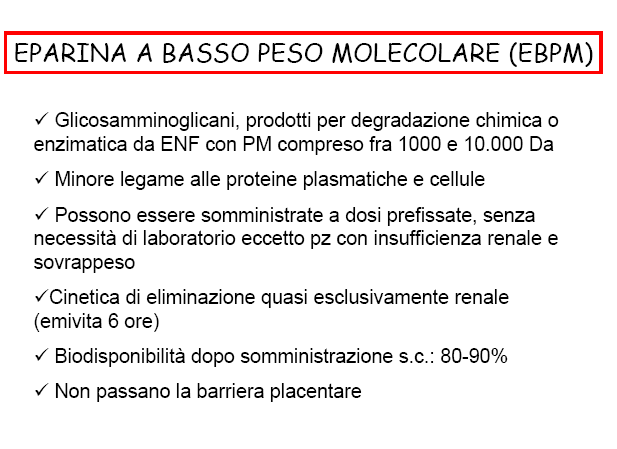 EPARINA A BASSO PESO MOLECOLARE (EBPM)
✓ Glicosamminoglicani, prodotti per degradazione chimica o
enzimatica da ENF con PM compreso fra 1000 e 10.000 Da
✓ Minore legame alle proteine plasmatiche e cellule
✓ Possono essere somministrate a dosi prefissate, senza
necessità di laboratorio eccetto pz con insufficienza renale e
sovrappeso
✓Cinetica di eliminazione quasi esclusivamente renale
(emivita 6 ore)
✓ Biodisponibilità dopo somministrazione s.c.: 80-90%
✓ Non passano la barriera placentare